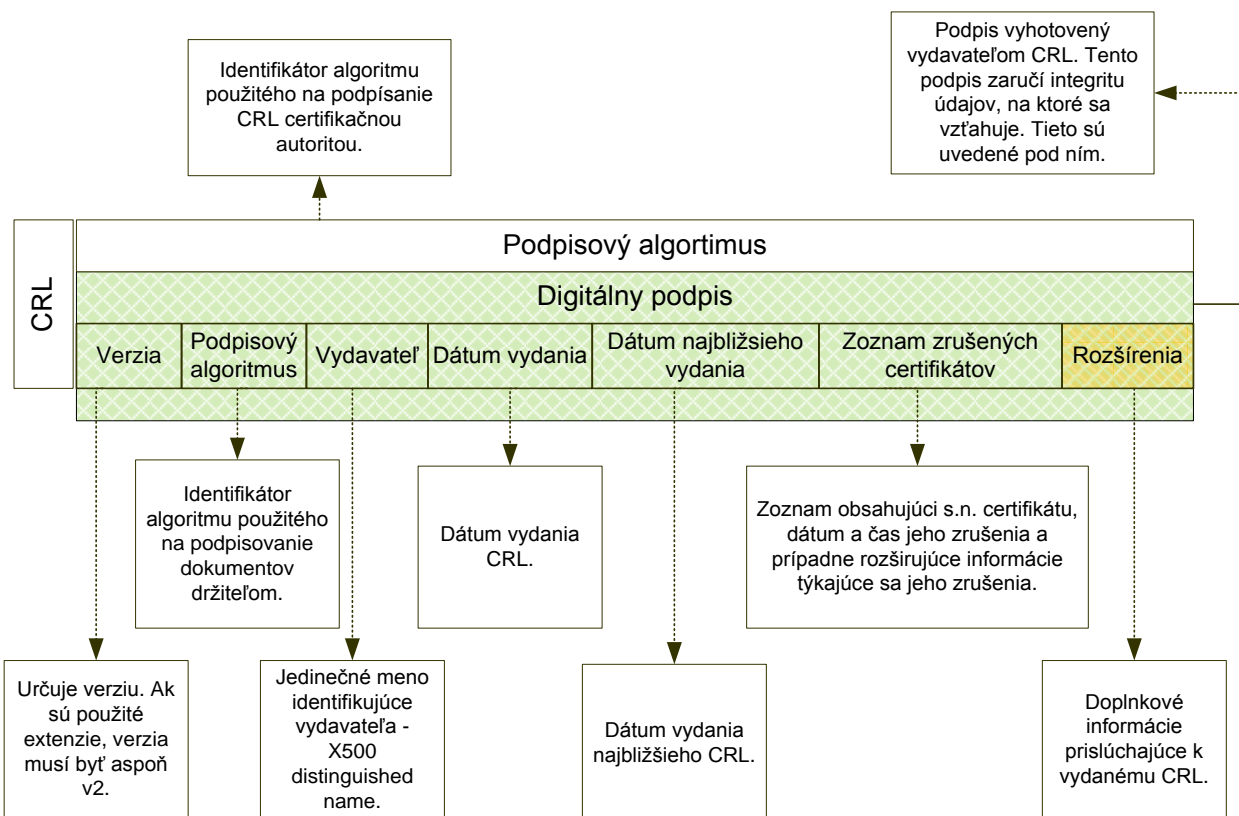 Identifikátor algoritmu
použitého na podpísanie
CRL certifikačnou
autoritou.
Podpis vyhotovený
vydavateľom CRL. Tento
podpis zaručí integritu
údajov, na ktoré sa
vzťahuje. Tieto sú
uvedené pod ním.
CRL
Podpisový algortimus
Digitálny podpis
Verzia
Podpisový
algoritmus
Vydavateľ
Dátum vydania
Dátum najbližsieho
vydania
Zoznam zrušených
certifikátov
Rozšírenia
Identifikátor
algoritmu použitého
na podpisovanie
dokumentov
držiteľom.
Dátum vydania
CRL.
Zoznam obsahujúci s.n. certifikátu,
dátum a čas jeho zrušenia a
prípadne rozširujúce informácie
týkajúce sa jeho zrušenia.
Určuje verziu. Ak
sú použité
extenzie, verzia
musí byť aspoň
v2.
Jedinečné meno
identifikujúce
vydavateľa -
X500
distinguished
name.
Dátum vydania
najbližšieho CRL.
Doplnkové
informácie
prislúchajúce k
vydanému CRL.